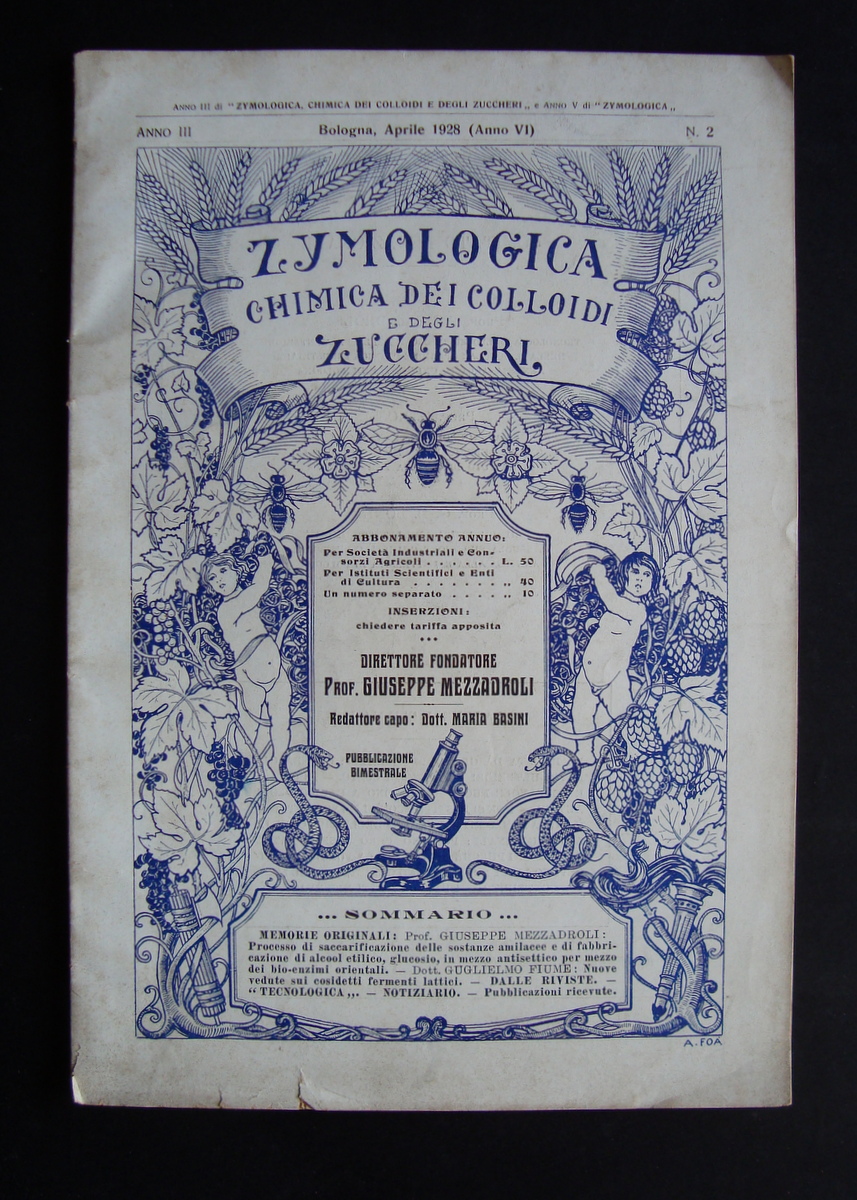 ANNO III di "ZYMOLOGICA, CHIMICA DEI COLLOIDI E DEGLI ZUCCHERI„ e ANNO V di "ZYMOLOGICA„
ANNO III Bologna, Aprile 1928 (Anno VI) N. 2
ZYMOLOGICA
CHIMICA DEI COLLOIDI
E DEGLI
ZUCCHERI
ABBONAMENTO ANNUO:
Per Società Industriali e Con-
sorzi Agricoli . . . . . . L. 50
Per Istituti Scientifici e Enti
di Cultura . . . . . . . „ 40
Un numero separato . . . . „ 10
INSERZIONI:
chiedere tariffa apposita
DIRETTORE FONDATORE
PROF. GIUSEPPE MEZZADROLI
Redattore capo: Dott. MARIA BASINI
PUBBLICAZIONE
BIMESTRALE
... SOMMARIO ...
MEMORIE ORIGINALI: Prof. GIUSEPPE MEZZADROLI:
Processo di saccarificazione delle sostanze amilacee e di fabbri-
cazione di alcool etilico, glucosio, in mezzo antisettico per mezzo
dei bio-enzimi orientali. — Dott. GUGLIELMO FIUME: Nuove
vedute sui cosidetti fermenti lattici. — DALLE RIVISTE. —
"TECNOLOGICA„. — NOTIZIARIO. — Pubblicazioni ricevute.
A. FOÀ